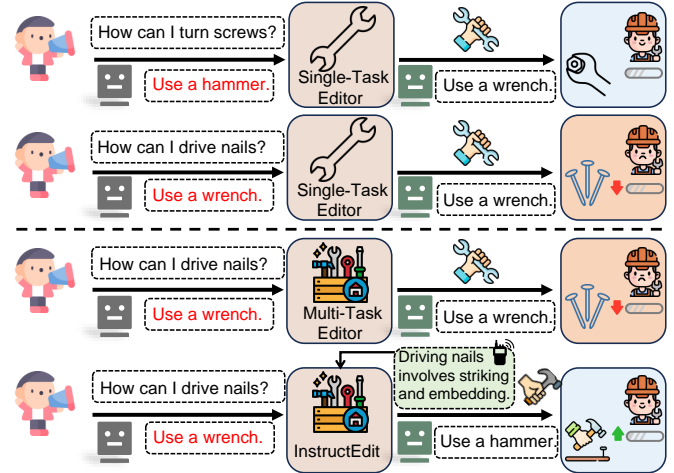 How can I turn screws?
Use a hammer.
Single-Task
Editor
Use a wrench.
How can I drive nails?
Use a wrench.
Single-Task
Editor
Use a wrench.
How can I drive nails?
Use a wrench.
Multi-Task
Editor
Use a wrench.
How can I drive nails?
Use a wrench.
InstructEdit
Driving nails
involves striking
and embedding.
Use a hammer.